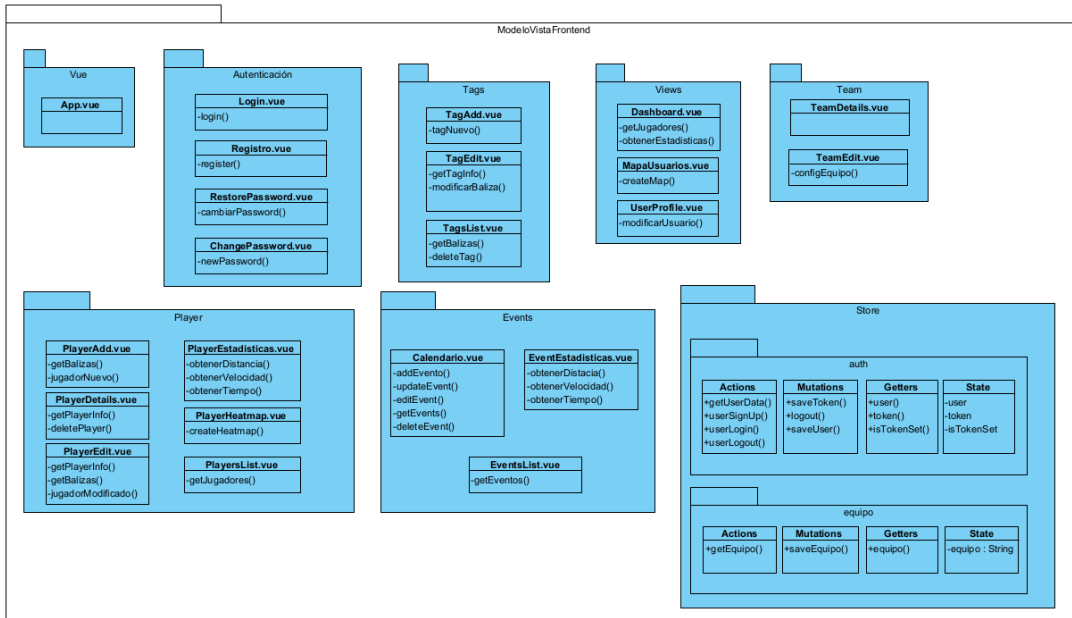 ModeloVistaFrontend
Vue
App.vue
Autenticación
Login.vue
-login()
Registro.vue
-register()
RestorePassword.vue
-cambiarPassword()
ChangePassword.vue
-newPassword()
Tags
TagAdd.vue
-tagNuevo()
TagEdit.vue
-getTagInfo()
-modificarBaliza()
TagsList.vue
-getBalizas()
-deleteTag()
Views
Dashboard.vue
-getJugadores()
-obtenerEstadisticas()
MapaUsuarios.vue
-createMap()
UserProfile.vue
-modificarUsuario()
Team
TeamDetails.vue
TeamEdit.vue
-configEquipo()
Player
PlayerAdd.vue
-getBalizas()
-jugadorNuevo()
PlayerDetails.vue
-getPlayerInfo()
-deletePlayer()
PlayerEdit.vue
-getPlayerInfo()
-getBalizas()
-jugadorModificado()
PlayerEstadisticas.vue
-obtenerDistancia()
-obtenerVelocidad()
-obtenerTiempo()
PlayerHeatmap.vue
-createHeatmap()
PlayersList.vue
-getJugadores()
Events
Calendario.vue
-addEvento()
-updateEvent()
-editEvent()
-getEvents()
-deleteEvent()
EventEstadisticas.vue
-obtenerDistacia()
-obtenerVelocidad()
-obtenerTiempo()
EventsList.vue
-getEventos()
Store
auth
Actions
+getUserData()
+userSignUp()
+userLogin()
+userLogout()
Mutations
+saveToken()
+logout()
+saveUser()
Getters
+user()
+token()
+isTokenSet()
State
-user
-token
-isTokenSet
equipo
Actions
+getEquipo()
Mutations
+saveEquipo()
Getters
+equipo()
State
-equipo : String